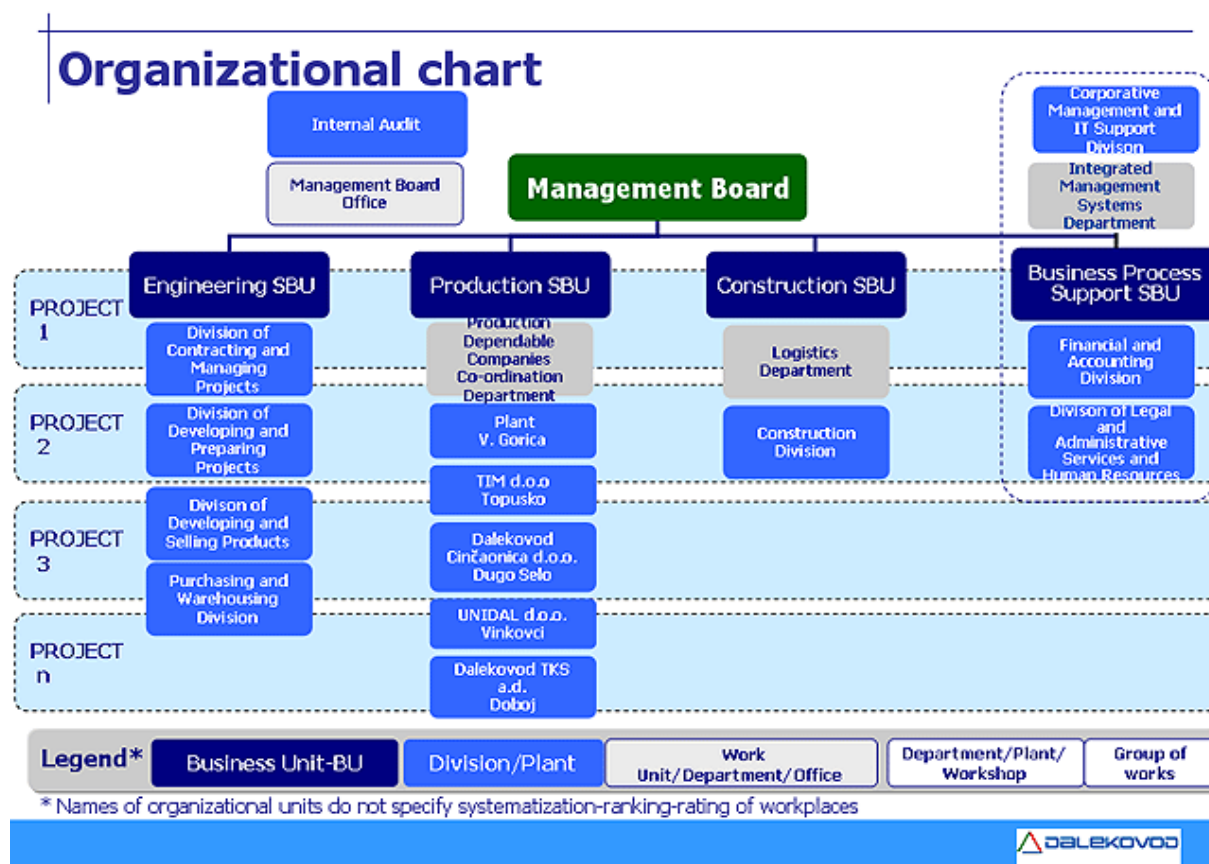 Organizational chart
Internal Audit
Management Board
Office
Management Board
Corporative
Management and
IT Support
Divison
Integrated
Management
Systems
Department
Engineering SBU
Production SBU
Construction SBU
Business Process
Support SBU
PROJECT
1
Division of
Contracting and
Managing
Projects
Production
Dependable
Companies
Co-ordination
Department
Logistics
Department
Financial and
Accounting
Division
PROJECT
2
Division of
Developing and
Preparing
Projects
Plant
V. Gorica
Construction
Division
Divison of Legal
and
Administrative
Services and
Human Resources
TIM d.o.o
Topusko
PROJECT
3
Divison of
Developing and
Selling Products
Dalekovod
Cinčaonica d.o.o.
Dugo Selo
Purchasing and
Warehousing
Division
UNIDAL d.o.o.
Vinkovci
PROJECT
n
Dalekovod TKS
a.d.
Doboj
Legend*
Business Unit-BU
Division/Plant
Work
Unit/Department/Office
Department/Plant/
Workshop
Group of
works
* Names of organizational units do not specify systematization-ranking-rating of workplaces
DALEKOVOD